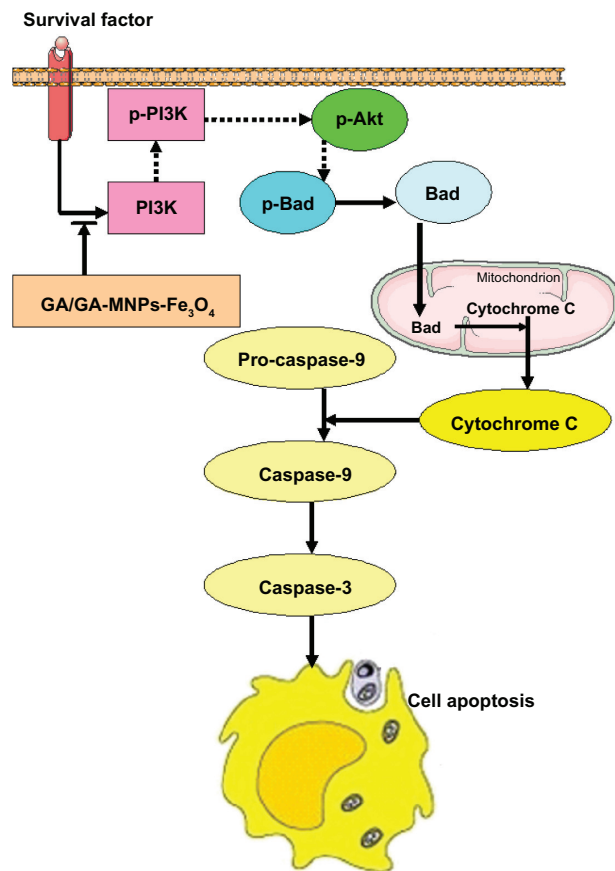 Survival factor
p-PI3K
p-Akt
PI3K
p-Bad
Bad
GA/GA-MNPs-Fe₃O₄
Mitochondrion
Cytochrome C
Bad
Pro-caspase-9
Cytochrome C
Caspase-9
Caspase-3
Cell apoptosis